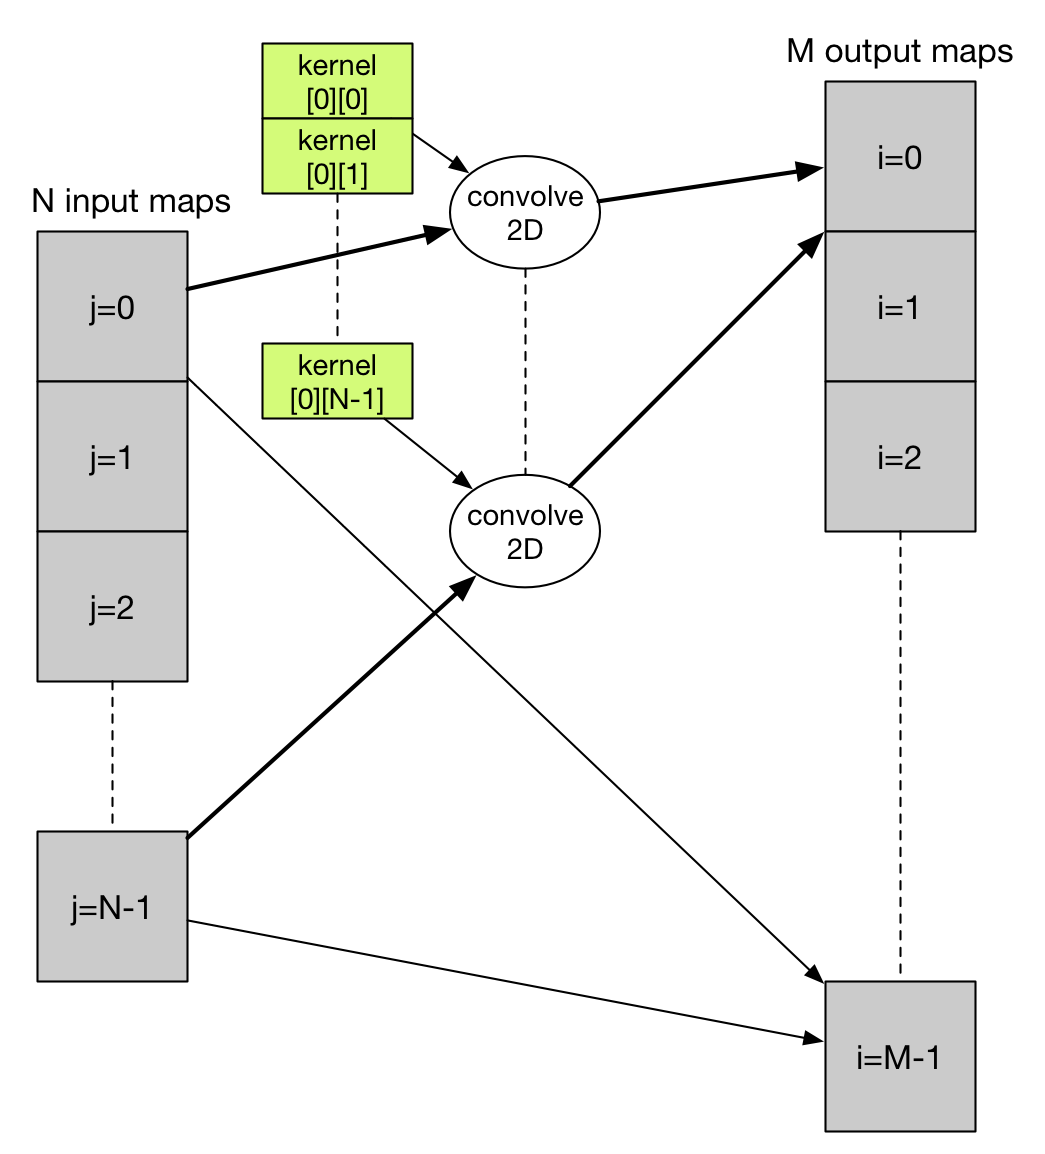 M output maps
kernel
[0][0]
kernel
[0][1]
i=0
convolve
2D
N input maps
j=0
i=1
kernel
[0][N-1]
j=1
i=2
convolve
2D
j=2
j=N-1
i=M-1